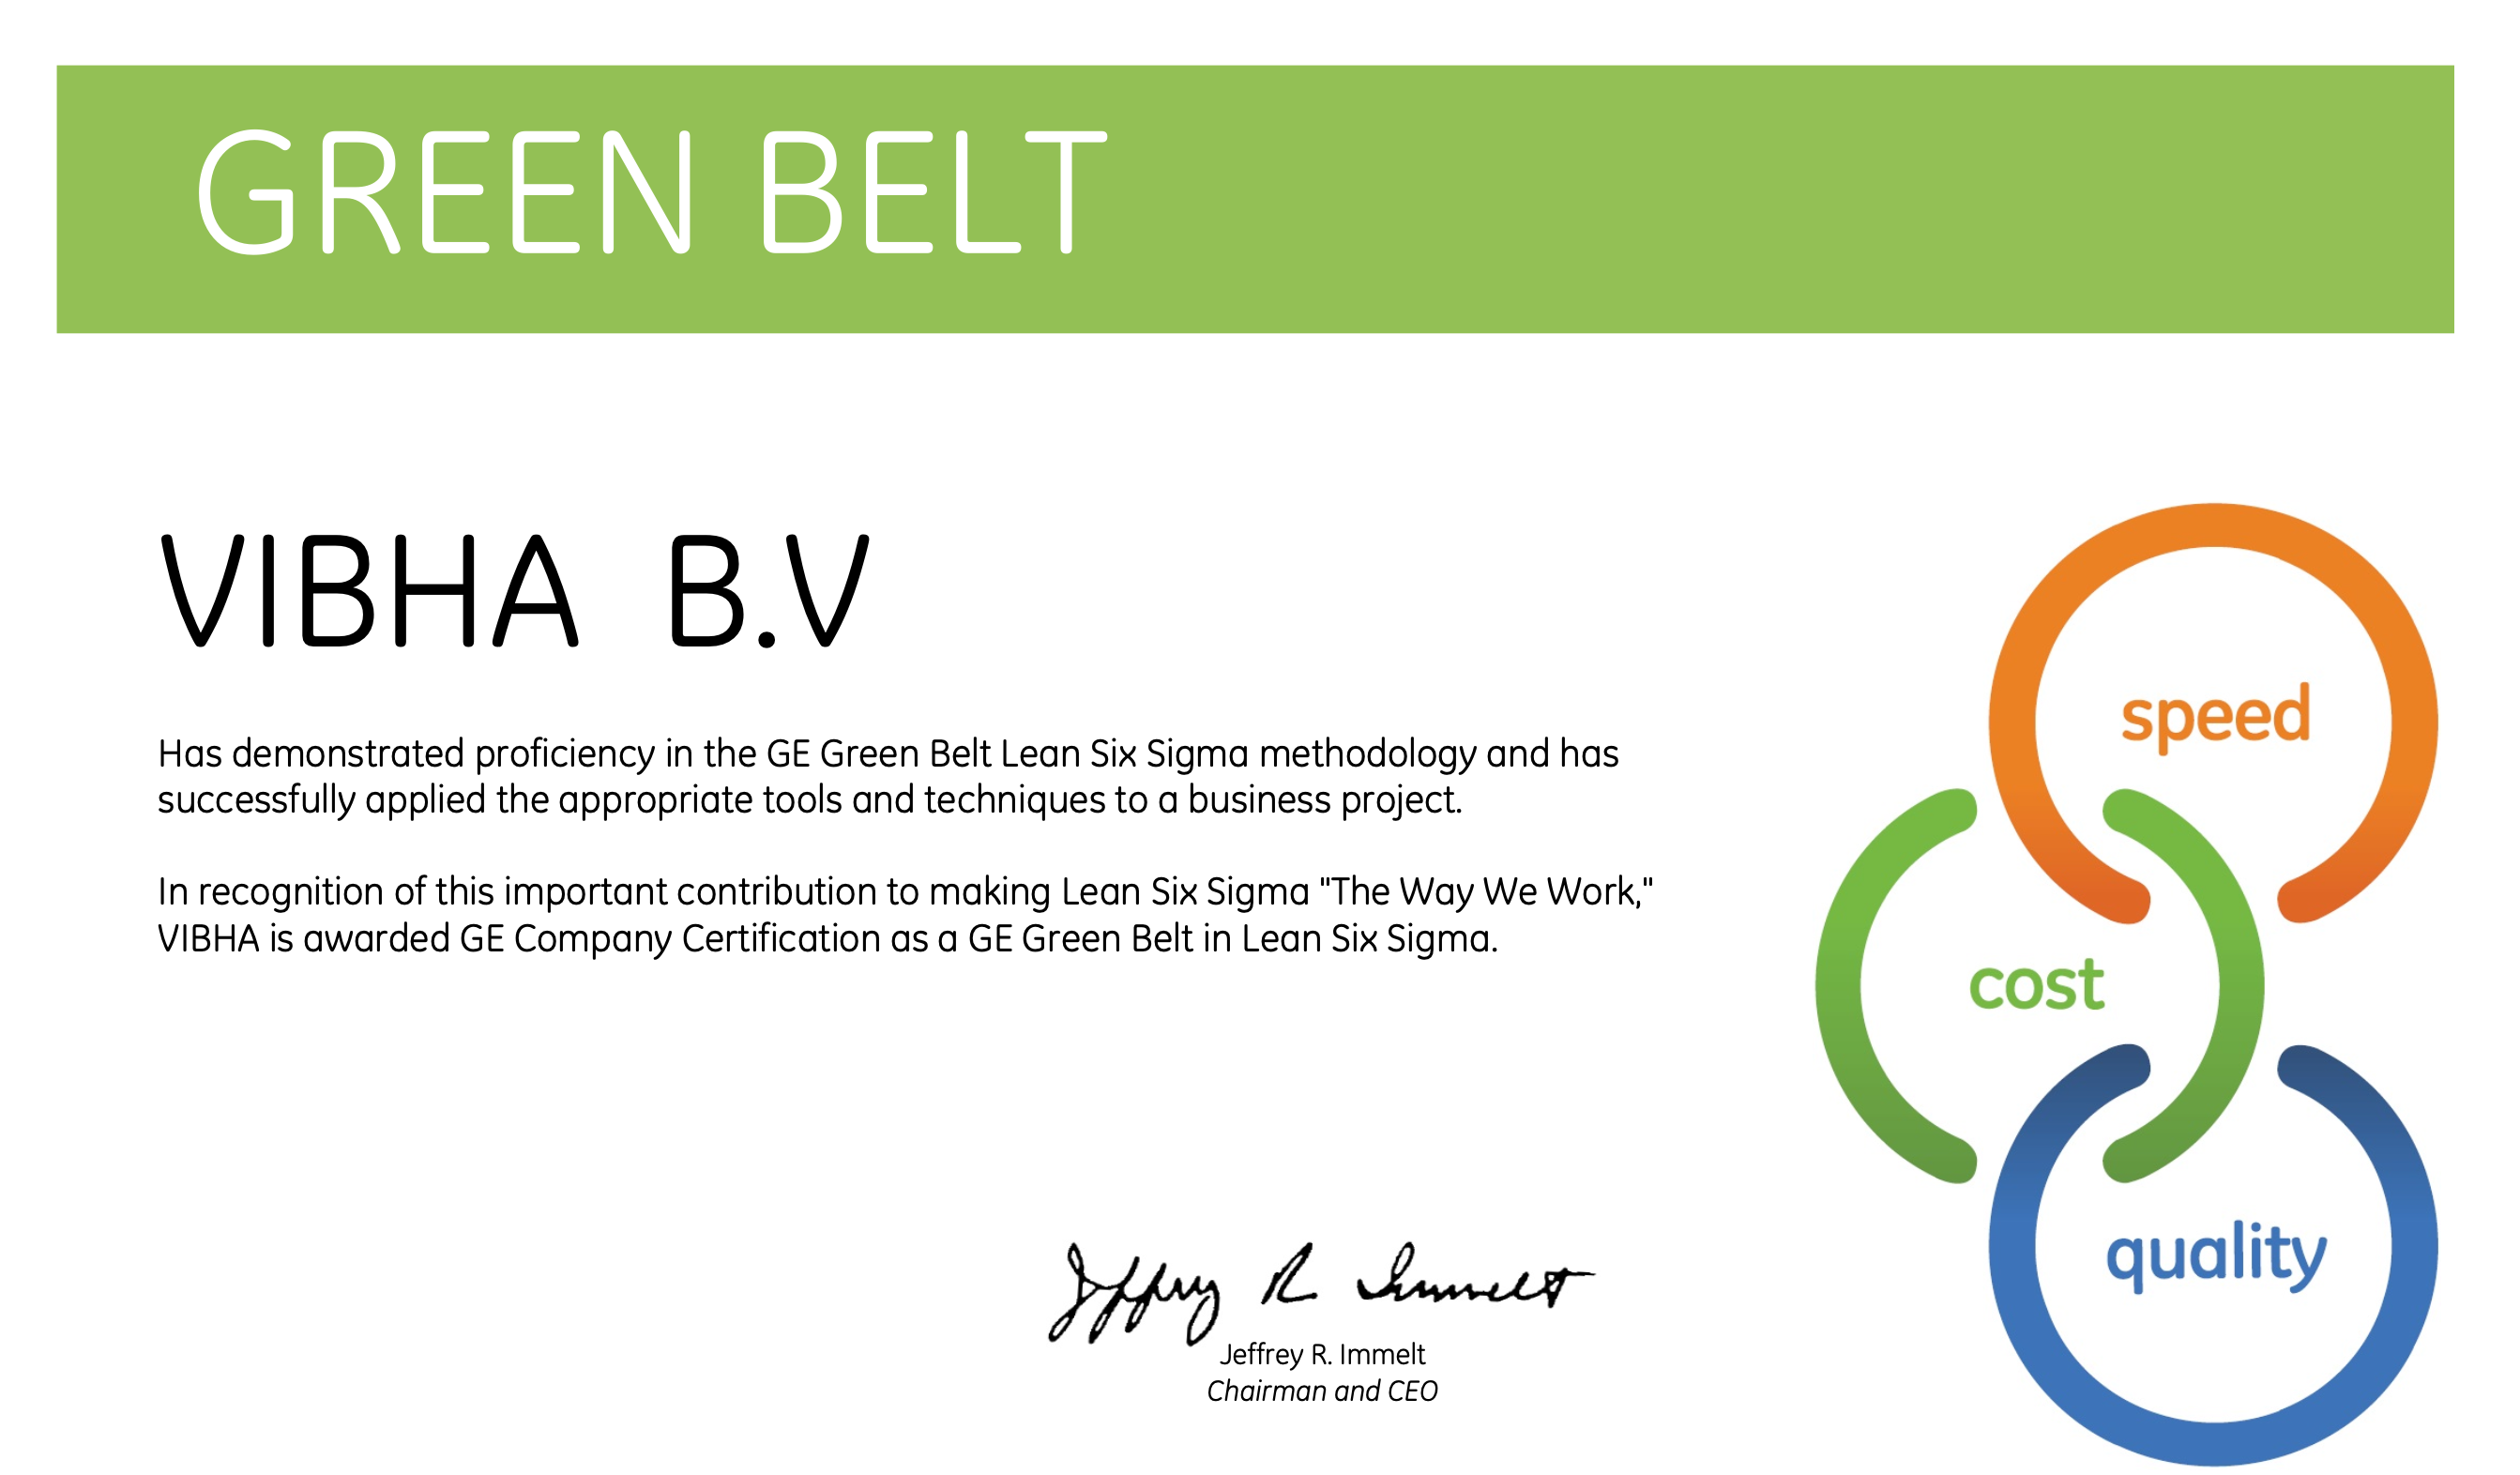 GREEN BELT
VIBHA B.V
Has demonstrated proficiency in the GE Green Belt Lean Six Sigma methodology and has
successfully applied the appropriate tools and techniques to a business project.
In recognition of this important contribution to making Lean Six Sigma "The Way We Work,"
VIBHA is awarded GE Company Certification as a GE Green Belt in Lean Six Sigma.
speed
cost
quality
Jeffrey R. Immelt
Jeffrey R. Immelt
Chairman and CEO